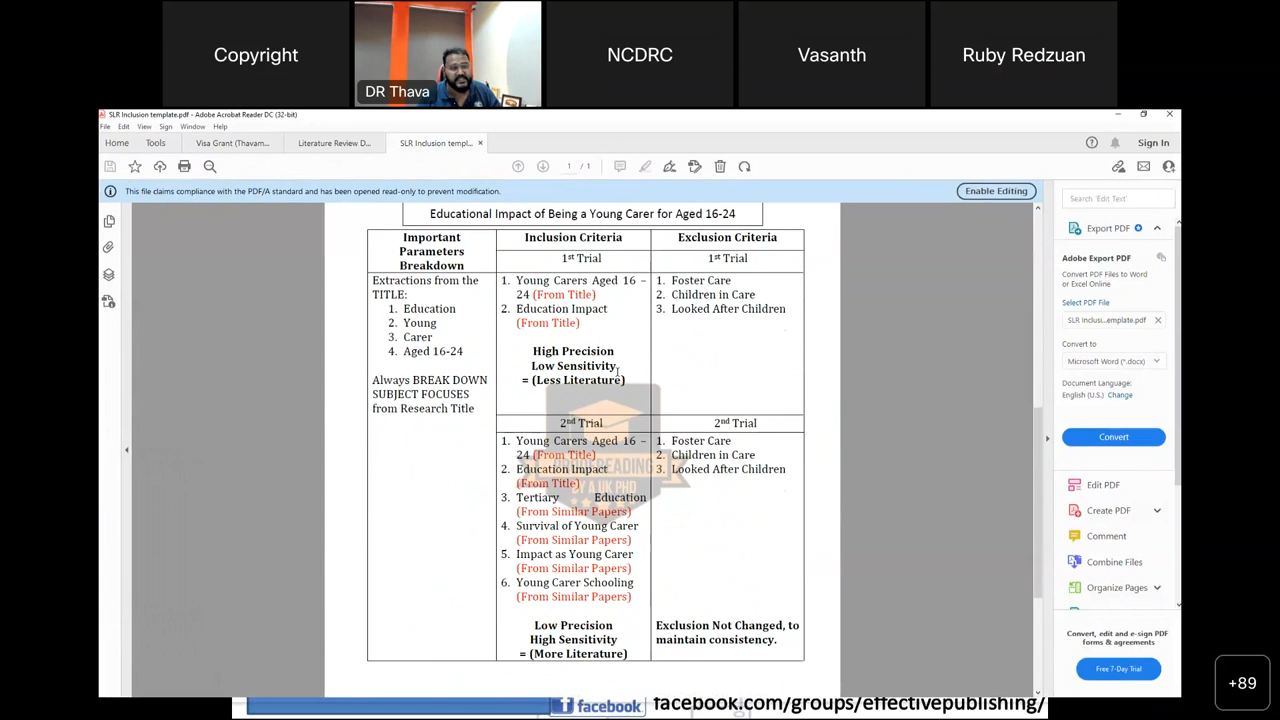 Copyright
DR Thava
NCDRC
Vasanth
Ruby Redzuan
SLR Inclusion template.pdf - Adobe Acrobat Reader DC (32-bit)
File Edit View Sign Window Help
Home Tools Visa Grant (Thavam... Literature Review D... SLR Inclusion templ... × Sign In
1 / 1
This file claims compliance with the PDF/A standard and has been opened read-only to prevent modification.
Enable Editing
Educational Impact of Being a Young Carer for Aged 16-24
Important
Parameters
Breakdown
Inclusion Criteria
Exclusion Criteria
1st Trial
1st Trial
Extractions from the
TITLE:
1. Education
2. Young
3. Carer
4. Aged 16-24
Always BREAK DOWN
SUBJECT FOCUSES
from Research Title
1. Young Carers Aged 16 –
24 (From Title)
2. Education Impact
(From Title)
High Precision
Low Sensitivity
= (Less Literature)
1. Foster Care
2. Children in Care
3. Looked After Children
2nd Trial
2nd Trial
1. Young Carers Aged 16 –
24 (From Title)
2. Education Impact
(From Title)
3. Tertiary Education
(From Similar Papers)
4. Survival of Young Carer
(From Similar Papers)
5. Impact as Young Carer
(From Similar Papers)
6. Young Carer Schooling
(From Similar Papers)
Low Precision
High Sensitivity
= (More Literature)
1. Foster Care
2. Children in Care
3. Looked After Children
Exclusion Not Changed, to
maintain consistency.
BY A UK PHD
Search 'Edit Text'
Export PDF
Adobe Export PDF
Convert PDF Files to Word
or Excel Online
Select PDF File
SLR Inclusi...emplate.pdf ×
Convert to
Microsoft Word (*.docx)
Document Language:
English (U.S.) Change
Convert
Edit PDF
Create PDF
Comment
Combine Files
Organize Pages
Convert, edit and e-sign PDF
forms & agreements
Free 7-Day Trial
+89
facebook facebook.com/groups/effectivepublishing/